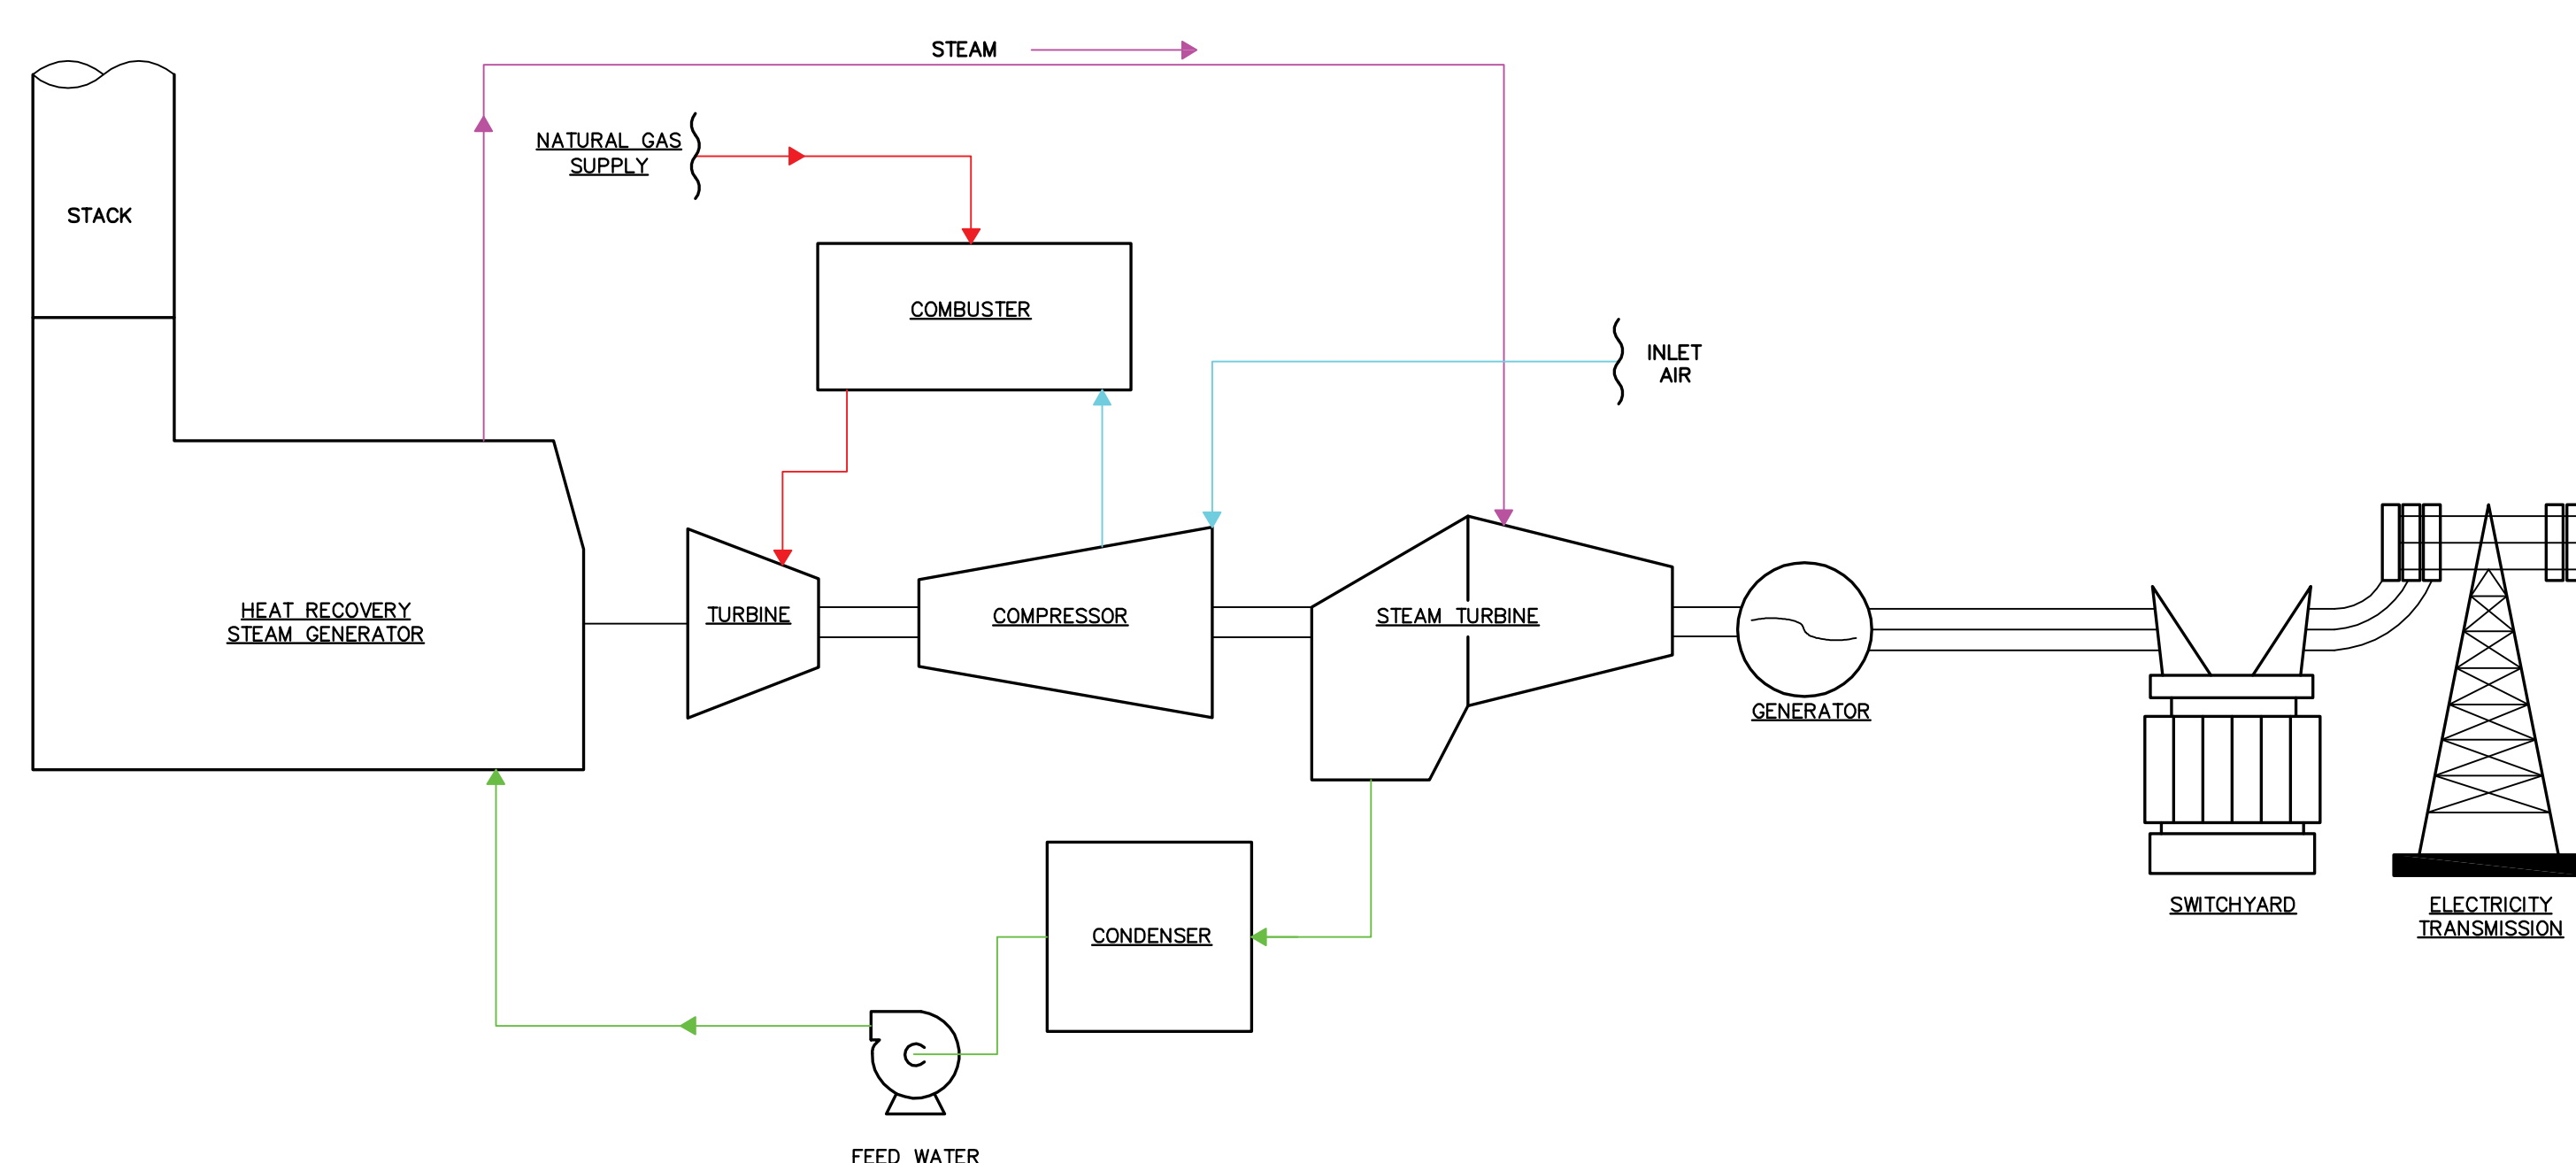 STEAM
NATURAL GAS
SUPPLY
STACK
COMBUSTER
INLET
AIR
HEAT RECOVERY
STEAM GENERATOR
TURBINE
COMPRESSOR
STEAM TURBINE
GENERATOR
SWITCHYARD
ELECTRICITY
TRANSMISSION
CONDENSER
FEED WATER